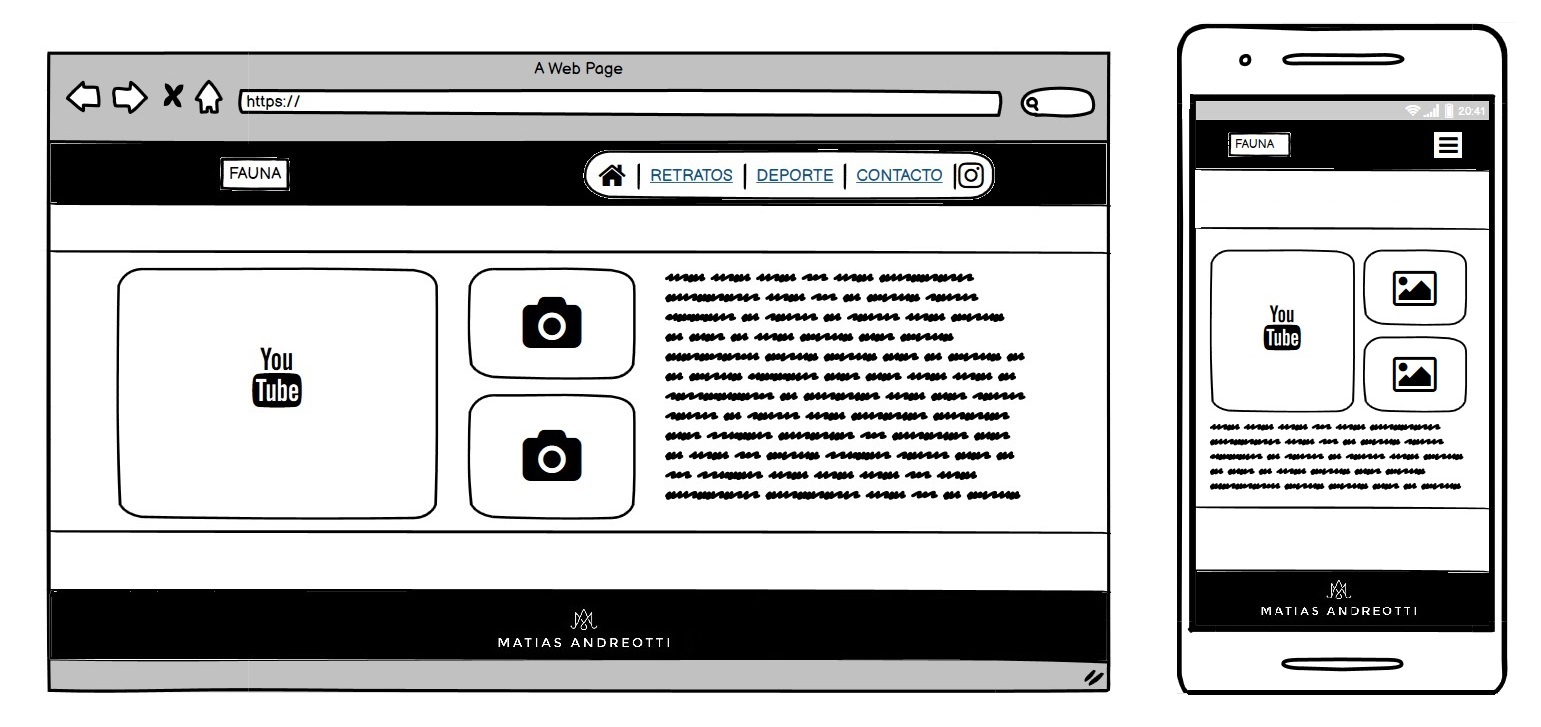 A Web Page
https://
FAUNA
RETRATOS | DEPORTE | CONTACTO
You
Tube
MATIAS ANDREOTTI
20:41
FAUNA
You
Tube
MATIAS ANDREOTTI